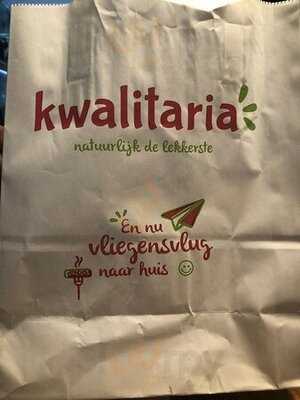 kwalitaria
natuurlijk de lekkerste
En nu
vliegensvlug
naar huis